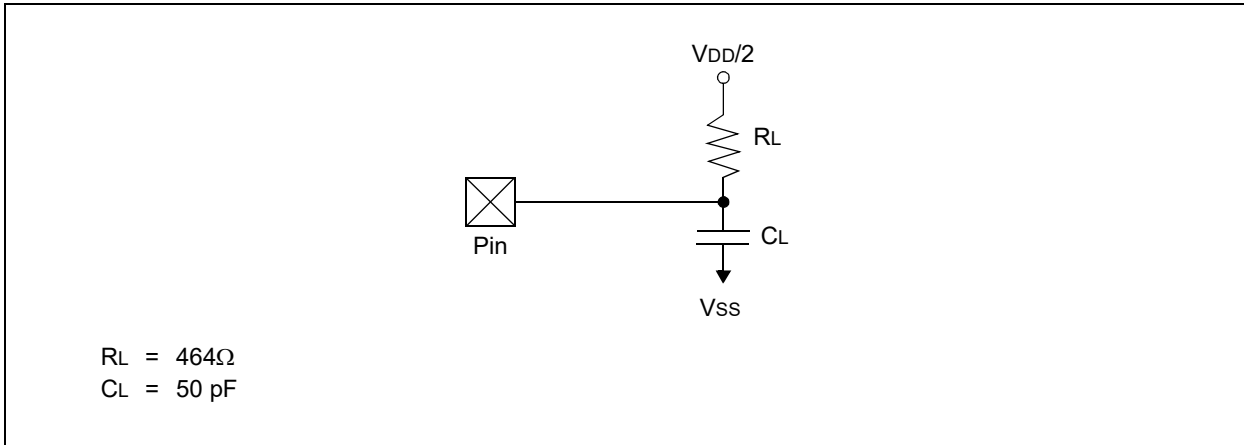 VDD/2
RL
Pin
CL
VSS
RL = 464Ω
CL = 50 pF